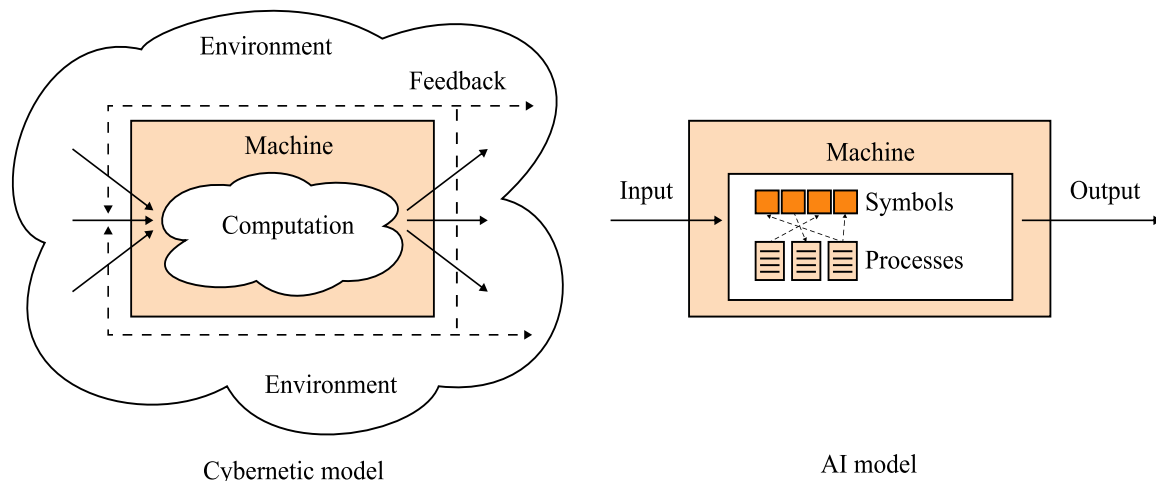 Environment
Feedback
Machine
Computation
Environment
Cybernetic model
Machine
Input
Symbols
Output
Processes
AI model